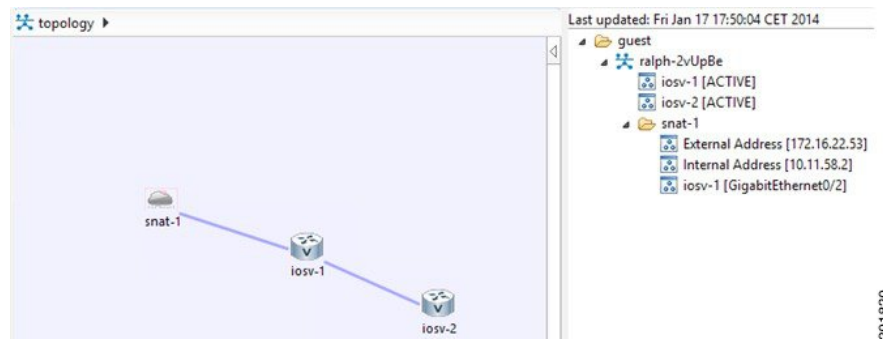 topology
snat-1
iosv-1
iosv-2
Last updated: Fri Jan 17 17:50:04 CET 2014
guest
ralph-2vUpBe
iosv-1 [ACTIVE]
iosv-2 [ACTIVE]
snat-1
External Address [172.16.22.53]
Internal Address [10.11.58.2]
iosv-1 [GigabitEthernet0/2]